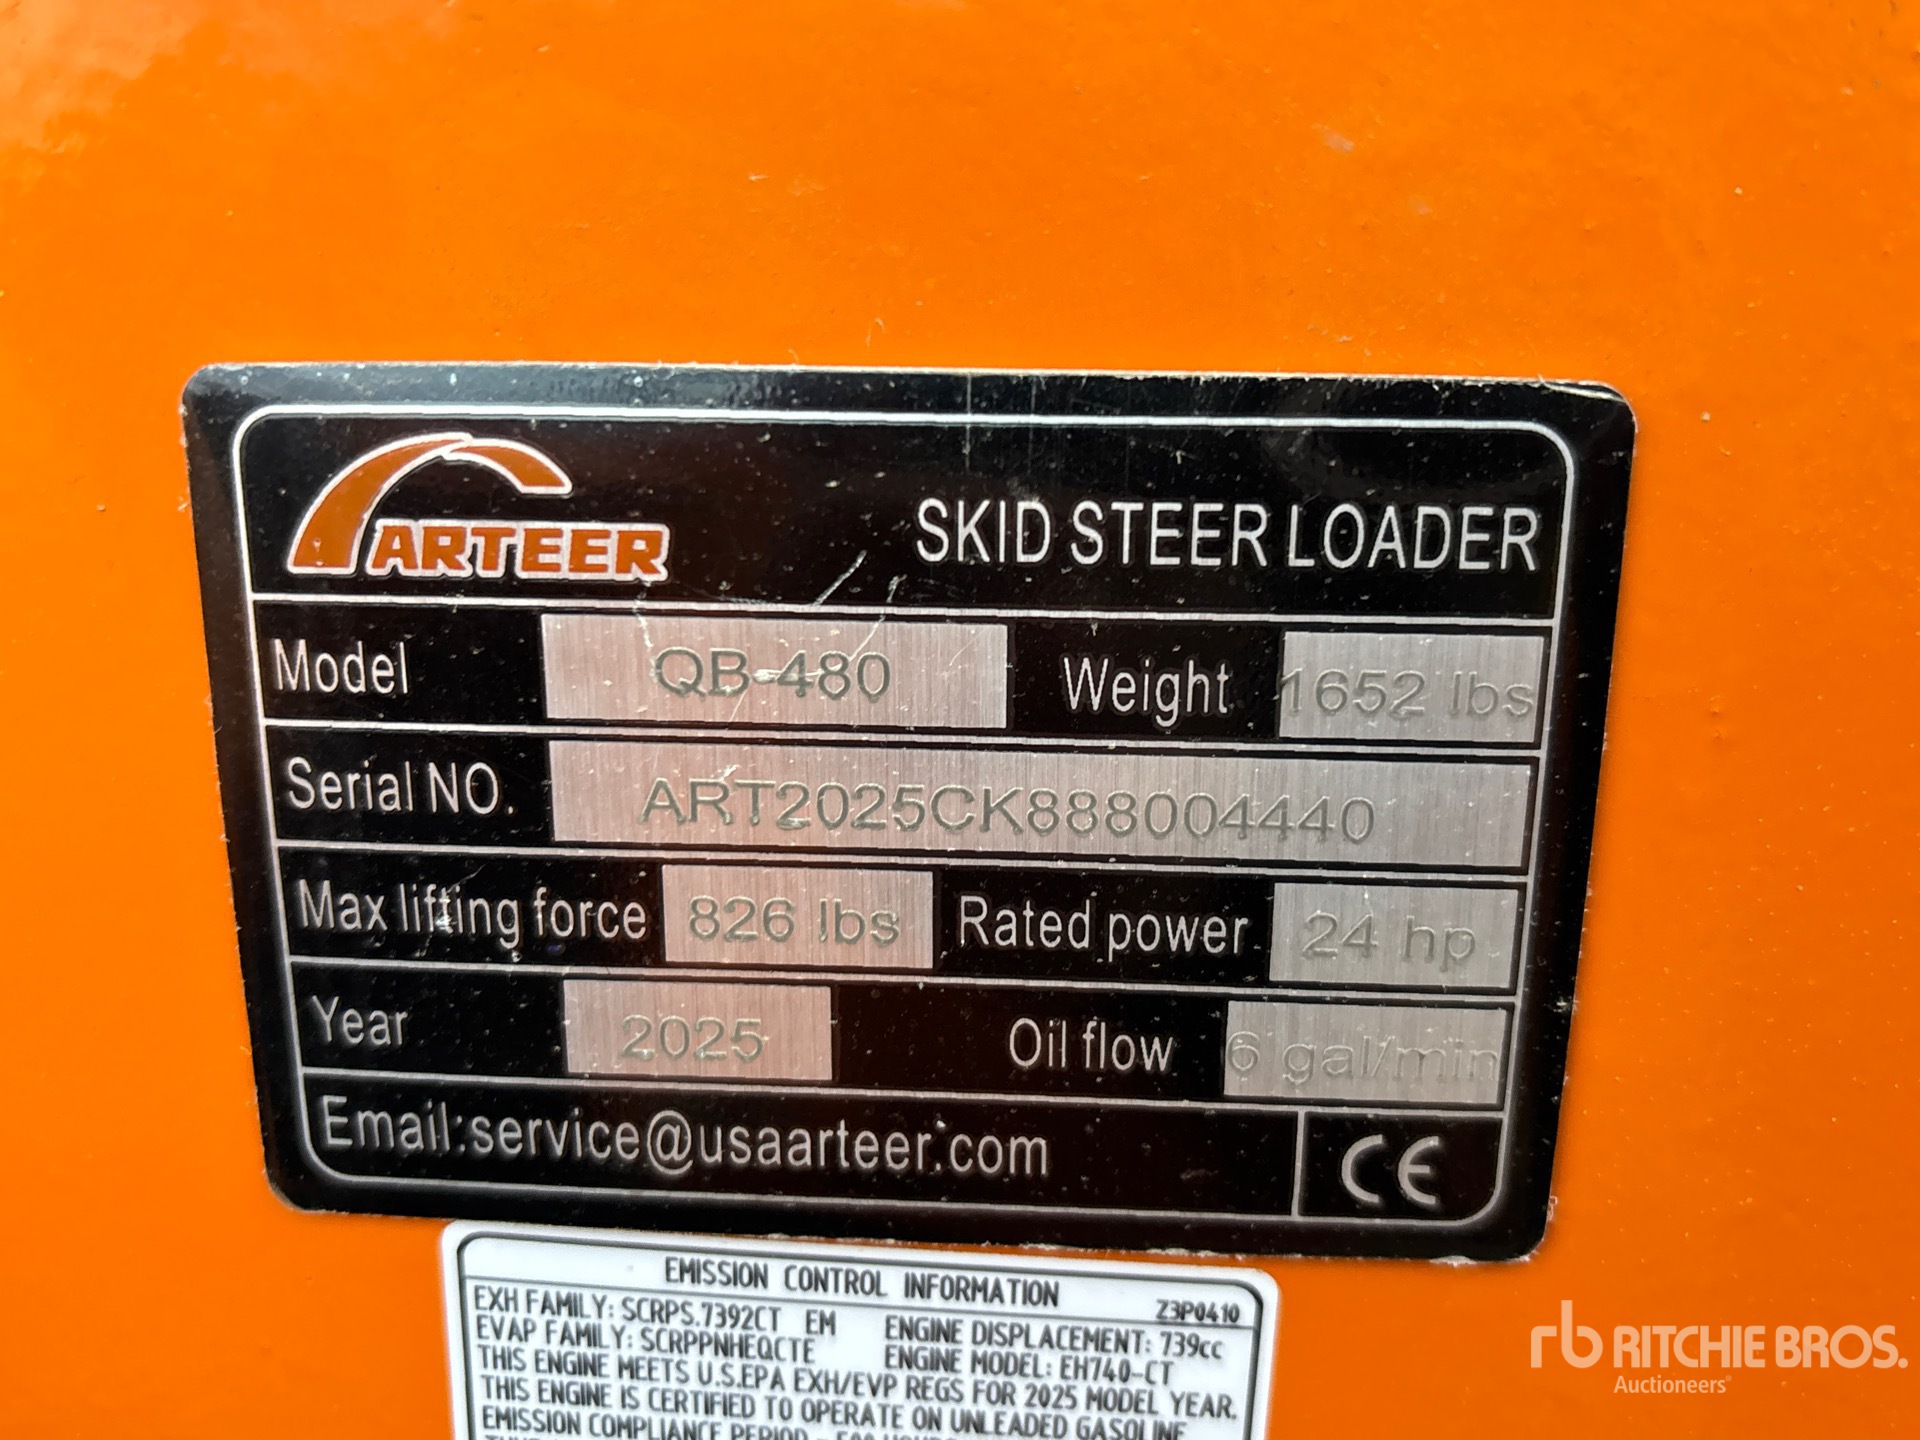 ARTEER
SKID STEER LOADER
Model QB-480 Weight 1652 lbs
Serial NO. ART2025CK888004440
Max lifting force 826 lbs Rated power 24 hp
Year 2025 Oil flow 6 gal/min
Email:service@usaarteer.com CE
EMISSION CONTROL INFORMATION
EXH FAMILY: SCRPS.7392CT EM Z3P0410
EVAP FAMILY: SCRPPNHEQCTE ENGINE DISPLACEMENT: 739cc
ENGINE MODEL: EH740-CT
THIS ENGINE MEETS U.S.EPA EXH/EVP REGS FOR 2025 MODEL YEAR.
THIS ENGINE IS CERTIFIED TO OPERATE ON UNLEADED GASOLINE
EMISSION COMPLIANCE PERIOD
rb RITCHIE BROS.
Auctioneers